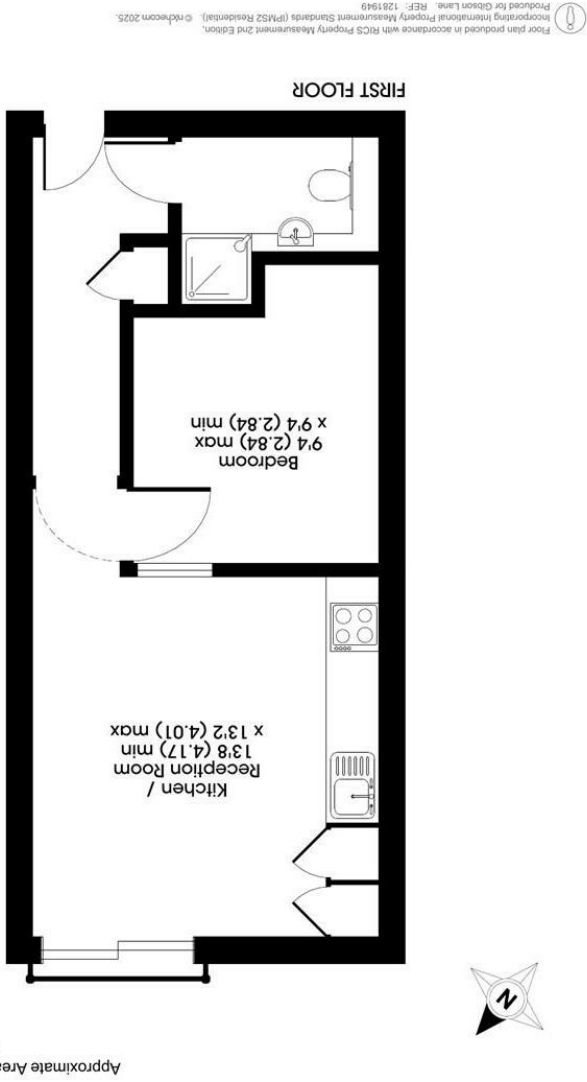 Approximate Area
N
Kitchen /
Reception Room
13'8 (4.17) min
x 13'2 (4.01) max
Bedroom
9'4 (2.84) max
x 9'4 (2.84) min
FIRST FLOOR
Floor plan produced in accordance with RICS Property Measurement 2nd Edition.
Incorporating International Property Measurement Standards (IPMS2 Residential). © nichecom 2025.
Produced for Gibson Lane. REF: 1281949